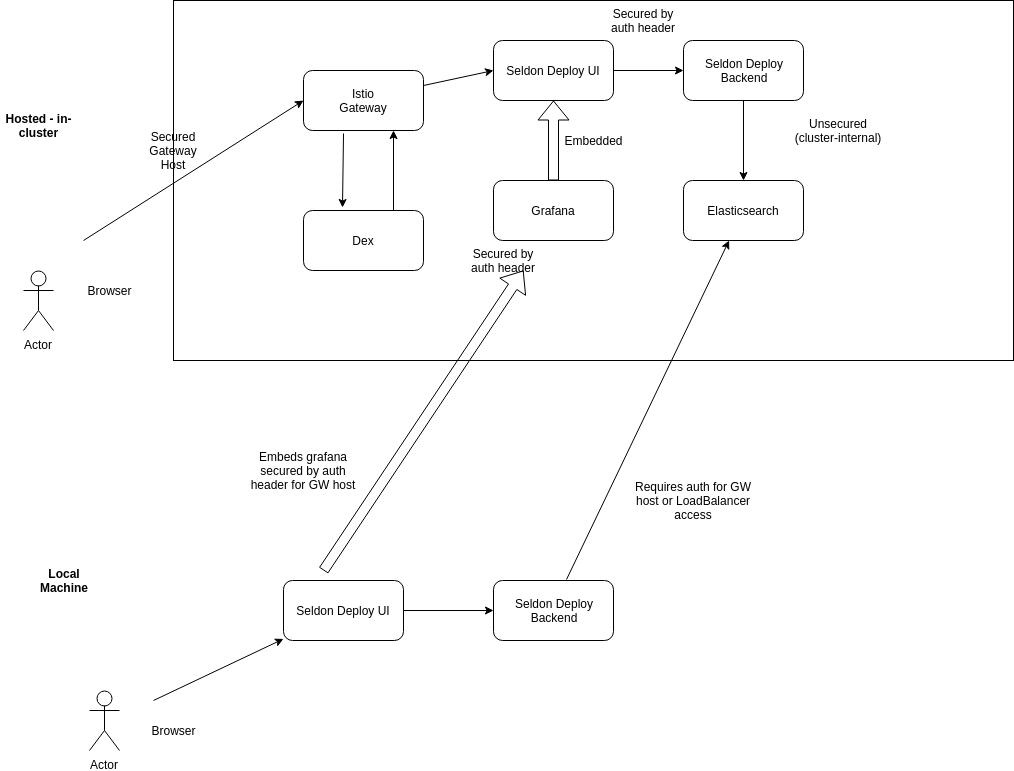 Secured by
auth header
Seldon Deploy UI
Seldon Deploy
Backend
Istio
Gateway
Hosted - in-
cluster
Secured
Gateway
Host
Embedded
Unsecured
(cluster-internal)
Dex
Grafana
Elasticsearch
Secured by
auth header
Browser
Actor
Embeds grafana
secured by auth
header for GW host
Requires auth for GW
host or LoadBalancer
access
Local
Machine
Seldon Deploy UI
Seldon Deploy
Backend
Browser
Actor